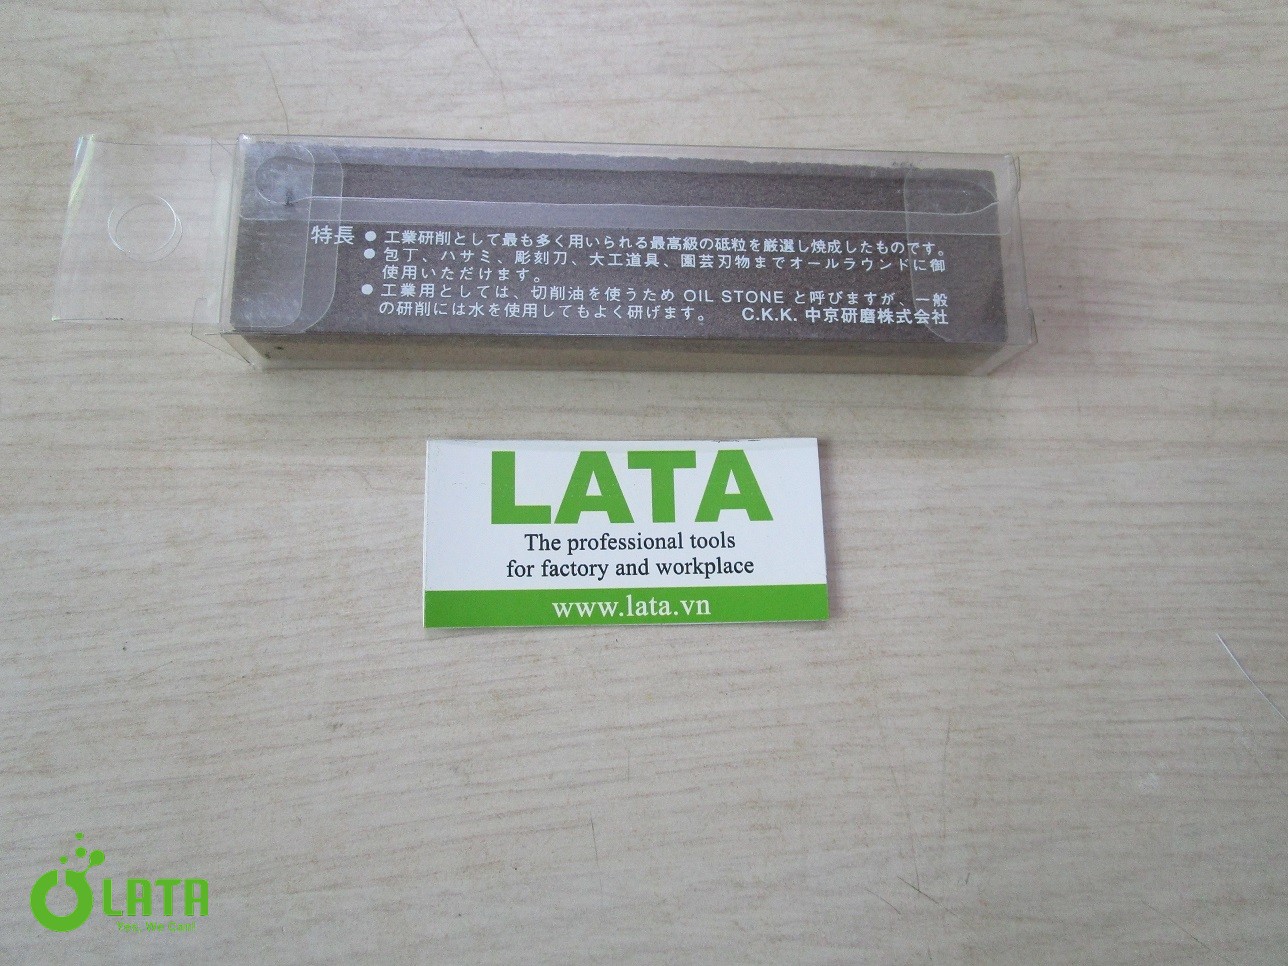 特長 ● 工業研削として最も多く用いられる最高級の砥粒を厳選し焼成したものです。
● 包丁、ハサミ、彫刻刀、大工道具、園芸刃物までオールラウンドに御
使用いただけます。
● 工業用としては、切削油を使うため OIL STONE と呼びますが、一般
の研削には水を使用してもよく研げます。 C.K.K. 中京研磨株式会社
LATA
The professional tools
for factory and workplace
www.lata.vn
LATA
Yes, We Can!